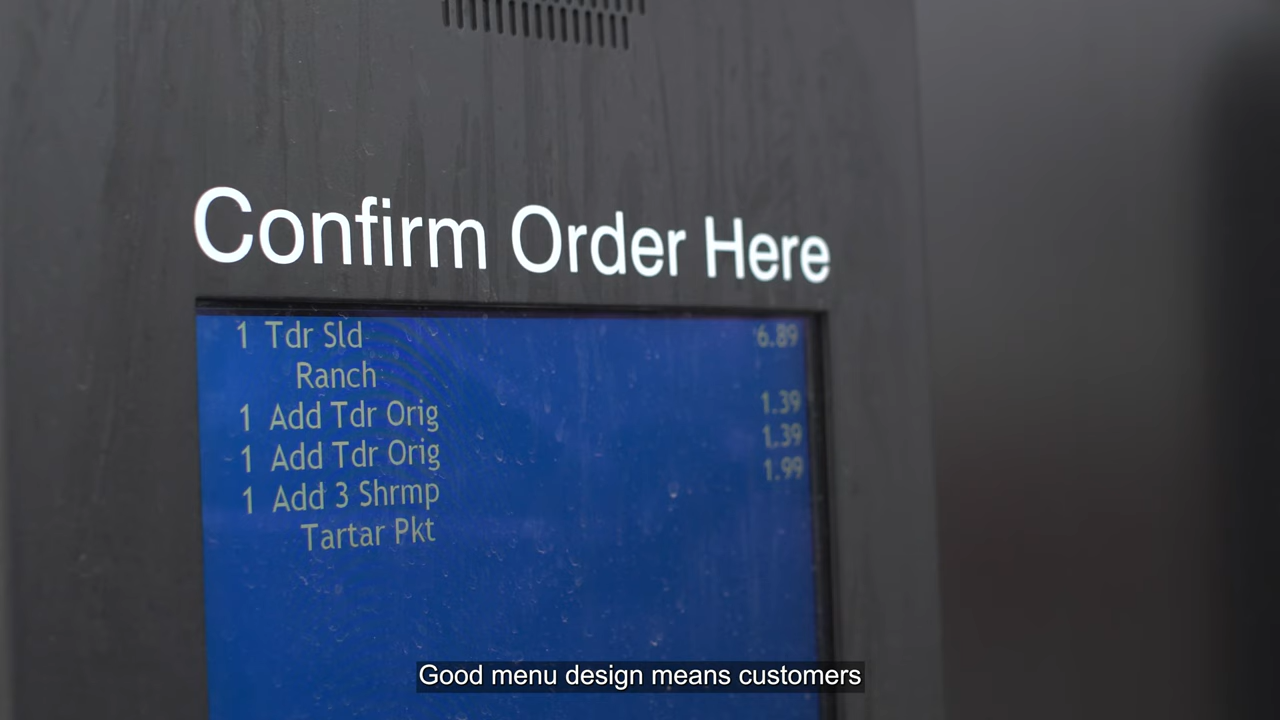 Confirm Order Here
1 Tdr Sld 6.89
Ranch
1 Add Tdr Orig 1.39
1 Add Tdr Orig 1.39
1 Add 3 Shrmp 1.99
Tartar Pkt
Good menu design means customers